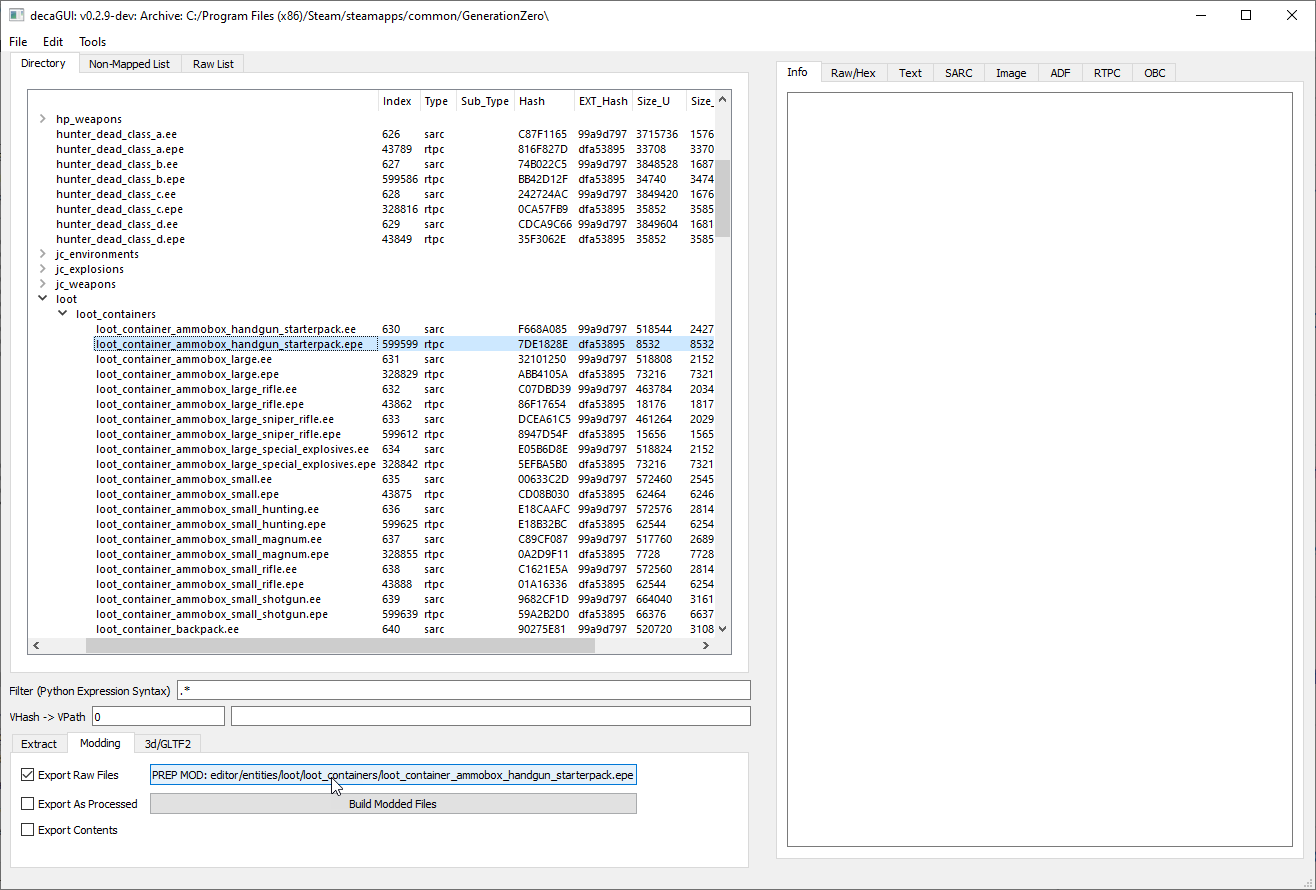 decaGUI: v0.2.9-dev: Archive: C:/Program Files (x86)/Steam/steamapps/common/GenerationZero\
File Edit Tools
Directory Non-Mapped List Raw List
Index Type Sub_Type Hash EXT_Hash Size_U Size_
hp_weapons
hunter_dead_class_a.ee 626 sarc C87F1165 99a9d797 3715736 1576
hunter_dead_class_a.epe 43789 rtpc 816F827D dfa53895 33708 3370
hunter_dead_class_b.ee 627 sarc 74B022C5 99a9d797 3848528 1687
hunter_dead_class_b.epe 599586 rtpc BB42D12F dfa53895 34740 3474
hunter_dead_class_c.ee 628 sarc 242724AC 99a9d797 3849420 1676
hunter_dead_class_c.epe 328816 rtpc 0CA57FB9 dfa53895 35852 3585
hunter_dead_class_d.ee 629 sarc CDCA9C66 99a9d797 3849604 1681
hunter_dead_class_d.epe 43849 rtpc 35F3062E dfa53895 35852 3585
jc_environments
jc_explosions
jc_weapons
loot
loot_containers
loot_container_ammobox_handgun_starterpack.ee 630 sarc F668A085 99a9d797 518544 2427
loot_container_ammobox_handgun_starterpack.epe 599599 rtpc 7DE1828E dfa53895 8532 8532
loot_container_ammobox_large.ee 631 sarc 32101250 99a9d797 518808 2152
loot_container_ammobox_large.epe 328829 rtpc ABB4105A dfa53895 73216 7321
loot_container_ammobox_large_rifle.ee 632 sarc C07DBD39 99a9d797 463784 2034
loot_container_ammobox_large_rifle.epe 43862 rtpc 86F17654 dfa53895 18176 1817
loot_container_ammobox_large_sniper_rifle.ee 633 sarc DCEA61C5 99a9d797 461264 2029
loot_container_ammobox_large_sniper_rifle.epe 599612 rtpc 8947D54F dfa53895 15656 1565
loot_container_ammobox_large_special_explosives.ee 634 sarc E05B6D8E 99a9d797 518824 2152
loot_container_ammobox_large_special_explosives.epe 328842 rtpc 5EFBA5B0 dfa53895 73216 7321
loot_container_ammobox_small.ee 635 sarc 00633C2D 99a9d797 572460 2545
loot_container_ammobox_small.epe 43875 rtpc CD08B030 dfa53895 62464 6246
loot_container_ammobox_small_hunting.ee 636 sarc E18CAAFC 99a9d797 572576 2814
loot_container_ammobox_small_hunting.epe 599625 rtpc E18B32BC dfa53895 62544 6254
loot_container_ammobox_small_magnum.ee 637 sarc C89CF087 99a9d797 517760 2689
loot_container_ammobox_small_magnum.epe 328855 rtpc 0A2D9F11 dfa53895 7728 7728
loot_container_ammobox_small_rifle.ee 638 sarc C1621E5A 99a9d797 572560 2814
loot_container_ammobox_small_rifle.epe 43888 rtpc 01A16336 dfa53895 62544 6254
loot_container_ammobox_small_shotgun.ee 639 sarc 9682CF1D 99a9d797 664040 3161
loot_container_ammobox_small_shotgun.epe 599639 rtpc 59A2B2D0 dfa53895 66376 6637
loot_container_backpack.ee 640 sarc 90275E81 99a9d797 520720 3108
Filter (Python Expression Syntax) .*
VHash -> VPath 0
Extract Modding 3d/GLTF2
Export Raw Files PREP MOD: editor/entities/loot/loot_containers/loot_container_ammobox_handgun_starterpack.epe
Export As Processed Build Modded Files
Export Contents
Info Raw/Hex Text SARC Image ADF RTPC OBC